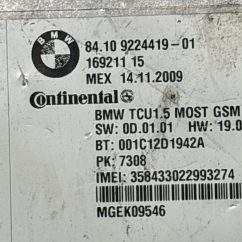 BMW
84.10 9224419-01
169211 15
MEX 14.11.2009
Continental
BMW TCU1.5 MOST GSM
SW: 0D.01.01 HW: 19.0
BT: 001C12D1942A
PK: 7308
IMEI: 358433022993274
MGEK09546